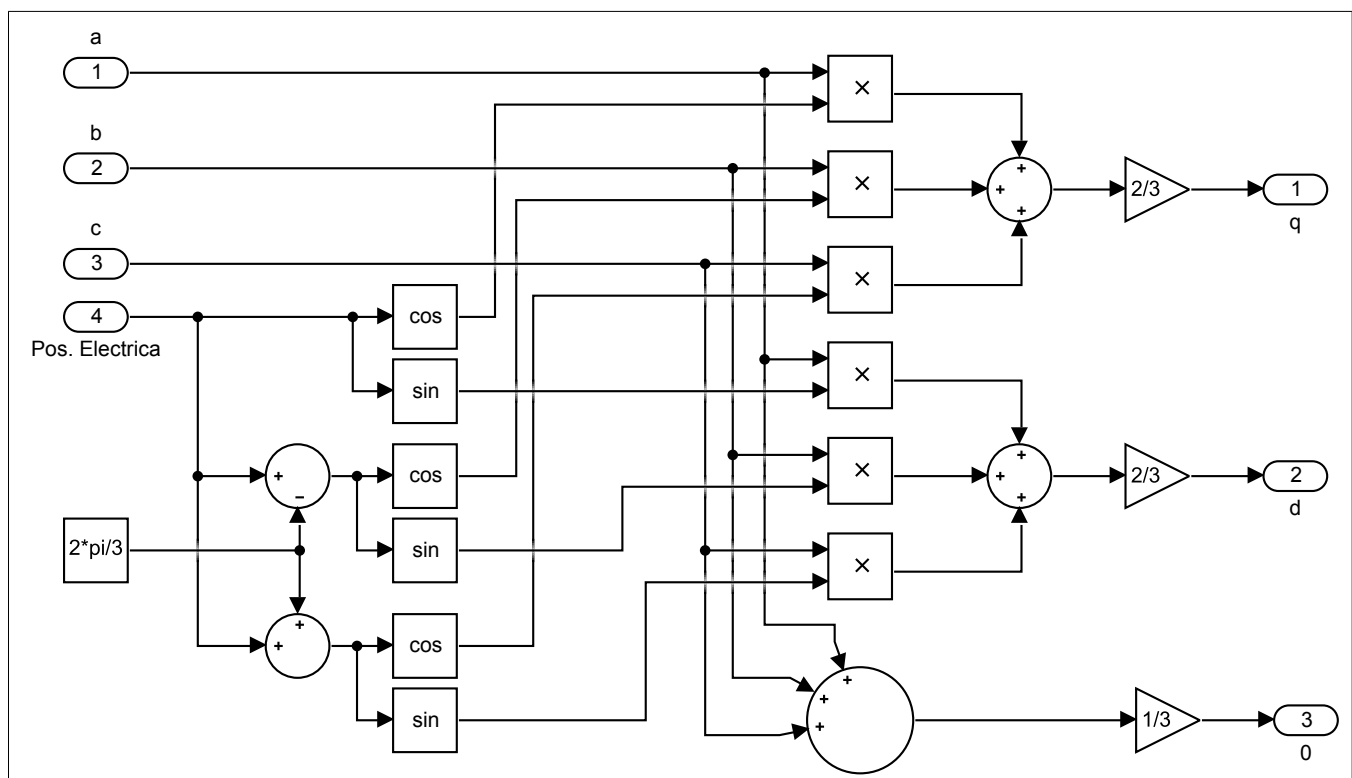 a
1
×
b
2
×
+
+
+
2/3
1
q
c
3
×
4
cos
Pos. Electrica
×
sin
+
−
cos
×
+
+
+
2/3
2
d
2*pi/3
sin
×
+
+
cos
+
+
+
sin
1/3
3
0